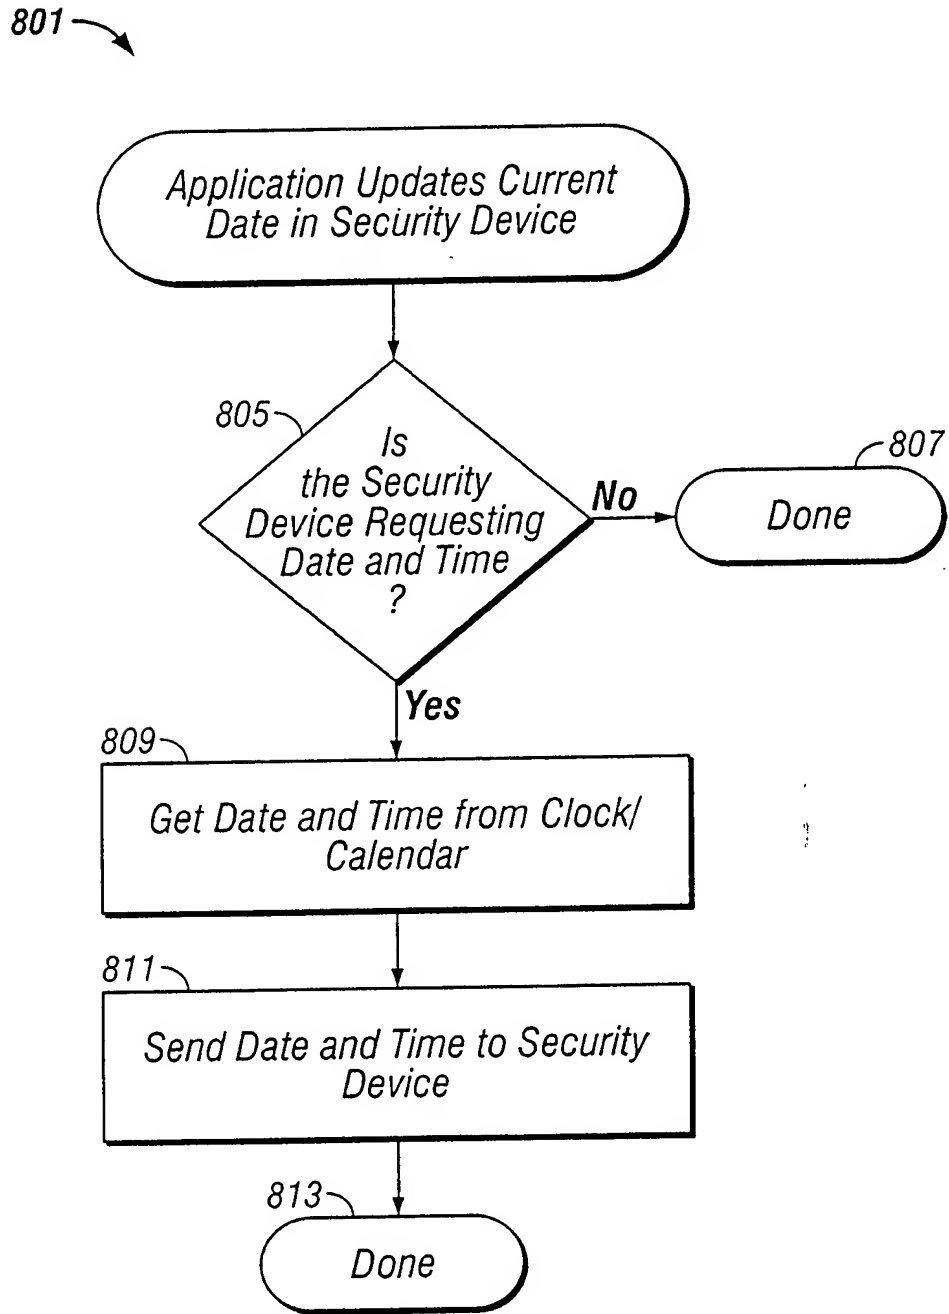 801
Application Updates Current
Date in Security Device
805
Is
the Security
Device Requesting
Date and Time
?
No
807
Done
Yes
809
Get Date and Time from Clock/
Calendar
811
Send Date and Time to Security
Device
813
Done